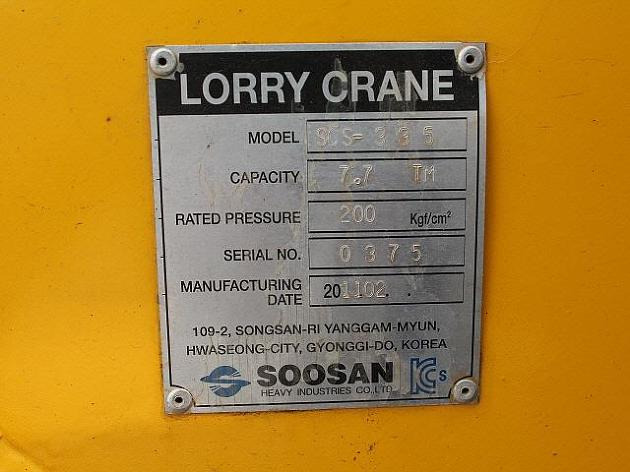 LORRY CRANE
MODEL SCS-335
CAPACITY 7.7 TM
RATED PRESSURE 200 Kgf/cm²
SERIAL NO. 0375
MANUFACTURING DATE 201102. .
109-2, SONGSAN-RI YANGGAM-MYUN,
HWASEONG-CITY, GYONGGI-DO, KOREA
SOOSAN KCs
HEAVY INDUSTRIES CO.,LTD.